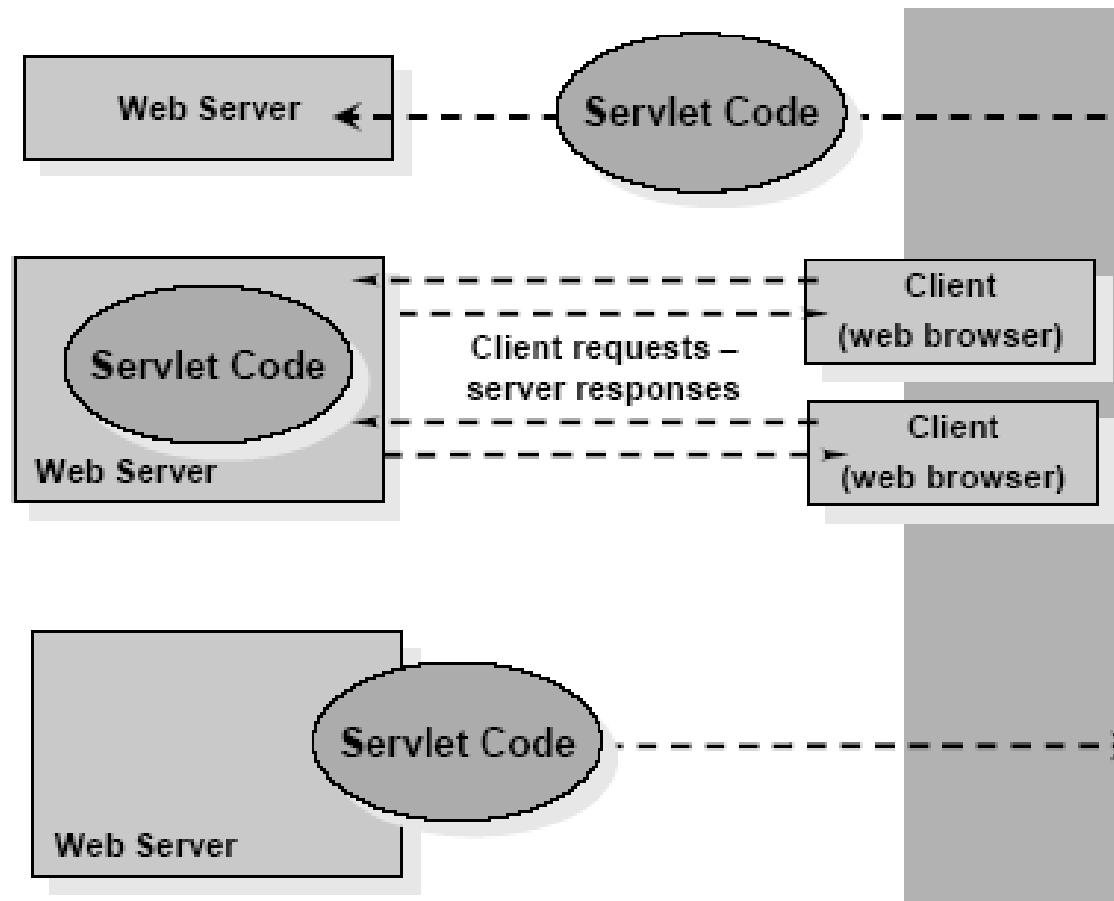 Web Server
Servlet Code
Servlet Code
Web Server
Client requests –
server responses
Client
(web browser)
Client
(web browser)
Servlet Code
Web Server